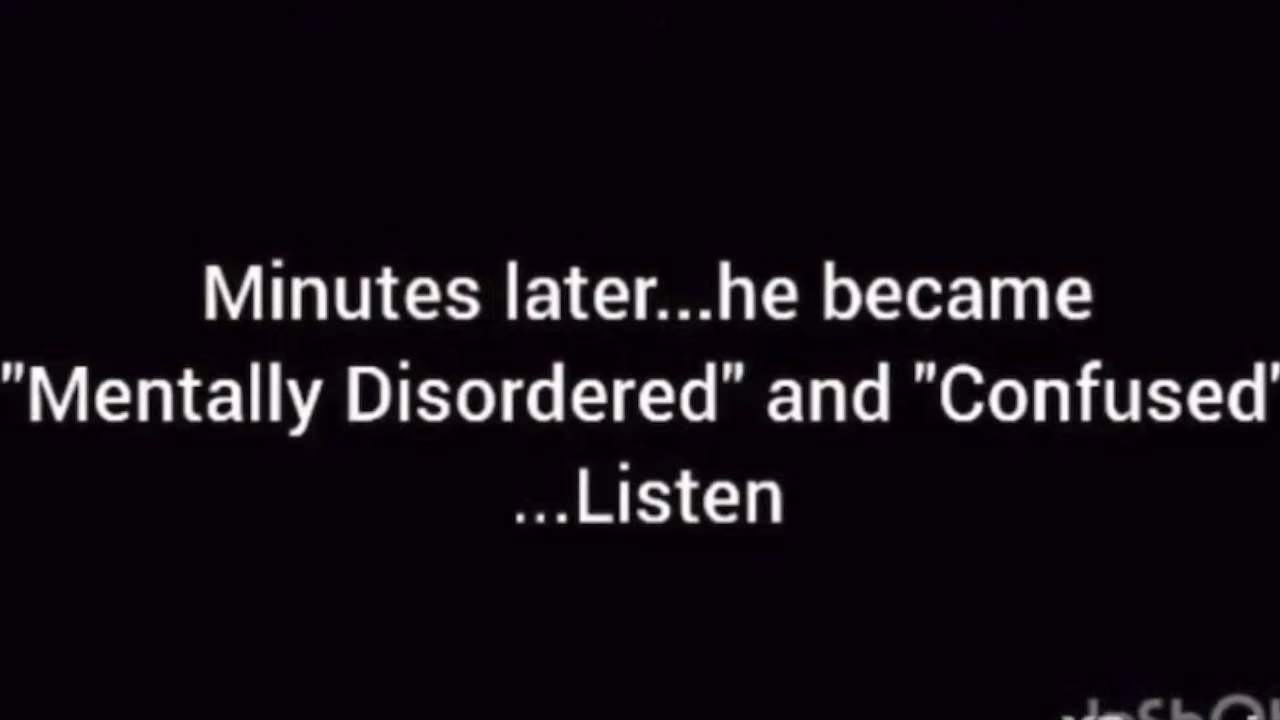 Minutes later...he became
"Mentally Disordered" and "Confused"
...Listen